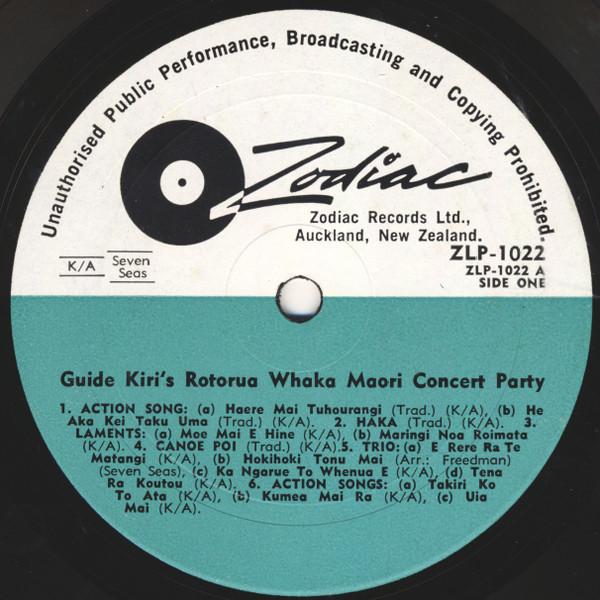 Unauthorised Public Performance, Broadcasting and Copying Prohibited.
Zodiac
Zodiac Records Ltd.,
Auckland, New Zealand.
ZLP-1022
ZLP-1022 A
SIDE ONE
K/A
Seven
Seas
Guide Kiri's Rotorua Whaka Maori Concert Party
1. ACTION SONG: (a) Haere Mai Tuhourangi (Trad.) (K/A), (b) He
Aka Kei Taku Uma (Trad.) (K/A). 2. HAKA (Trad.) (K/A). 3.
LAMENTS: (a) Moe Mai E Hine (K/A), (b) Maringi Noa Roimata
(K/A). 4. CANOE POI (Trad.) (K/A).5. TRIO: (a) E Rere Ra Te
Matangi (K/A), (b) Hokihoki Tonu Mai (Arr.: Freedman)
(Seven Seas), (c) Ka Ngarue To Whenua E (K/A), (d) Tena
Ra Koutou (K/A). 6. ACTION SONGS: (a) Takiri Ko
To Ata (K/A), (b) Kumea Mai Ra (K/A), (c) Uia
Mai (K/A).